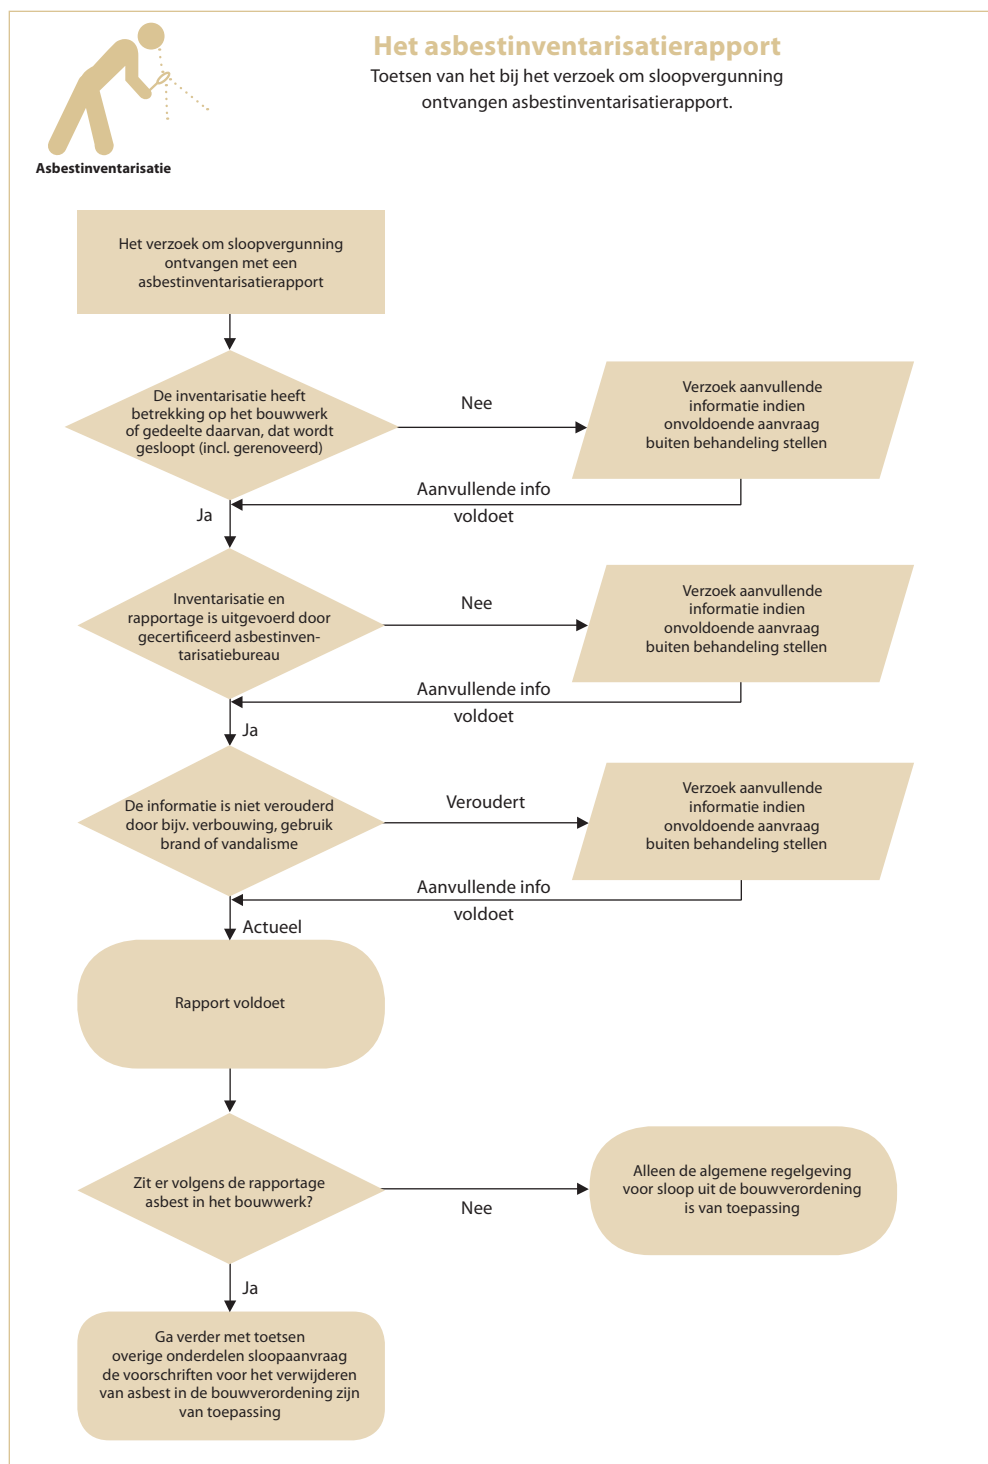 Het asbestinventarisatierapport
Toetsen van het bij het verzoek om sloopvergunning
ontvangen asbestinventarisatierapport.
Asbestinventarisatie
Het verzoek om sloopvergunning
ontvangen met een
asbestinventarisatierapport
De inventarisatie heeft
betrekking op het bouwwerk
of gedeelte daarvan, dat wordt
gesloopt (incl. gerenoveerd)
Nee
Verzoek aanvullende
informatie indien
onvoldoende aanvraag
buiten behandeling stellen
Aanvullende info
voldoet
Ja
Inventarisatie en
rapportage is uitgevoerd door
gecertificeerd asbestinven-
tarisatiebureau
Nee
Verzoek aanvullende
informatie indien
onvoldoende aanvraag
buiten behandeling stellen
Aanvullende info
voldoet
Ja
De informatie is niet verouderd
door bijv. verbouwing, gebruik
brand of vandalisme
Veroudert
Verzoek aanvullende
informatie indien
onvoldoende aanvraag
buiten behandeling stellen
Aanvullende info
voldoet
Actueel
Rapport voldoet
Zit er volgens de rapportage
asbest in het bouwwerk?
Nee
Alleen de algemene regelgeving
voor sloop uit de bouwverordening
is van toepassing
Ja
Ga verder met toetsen
overige onderdelen sloopaanvraag
de voorschriften voor het verwijderen
van asbest in de bouwverordening zijn
van toepassing